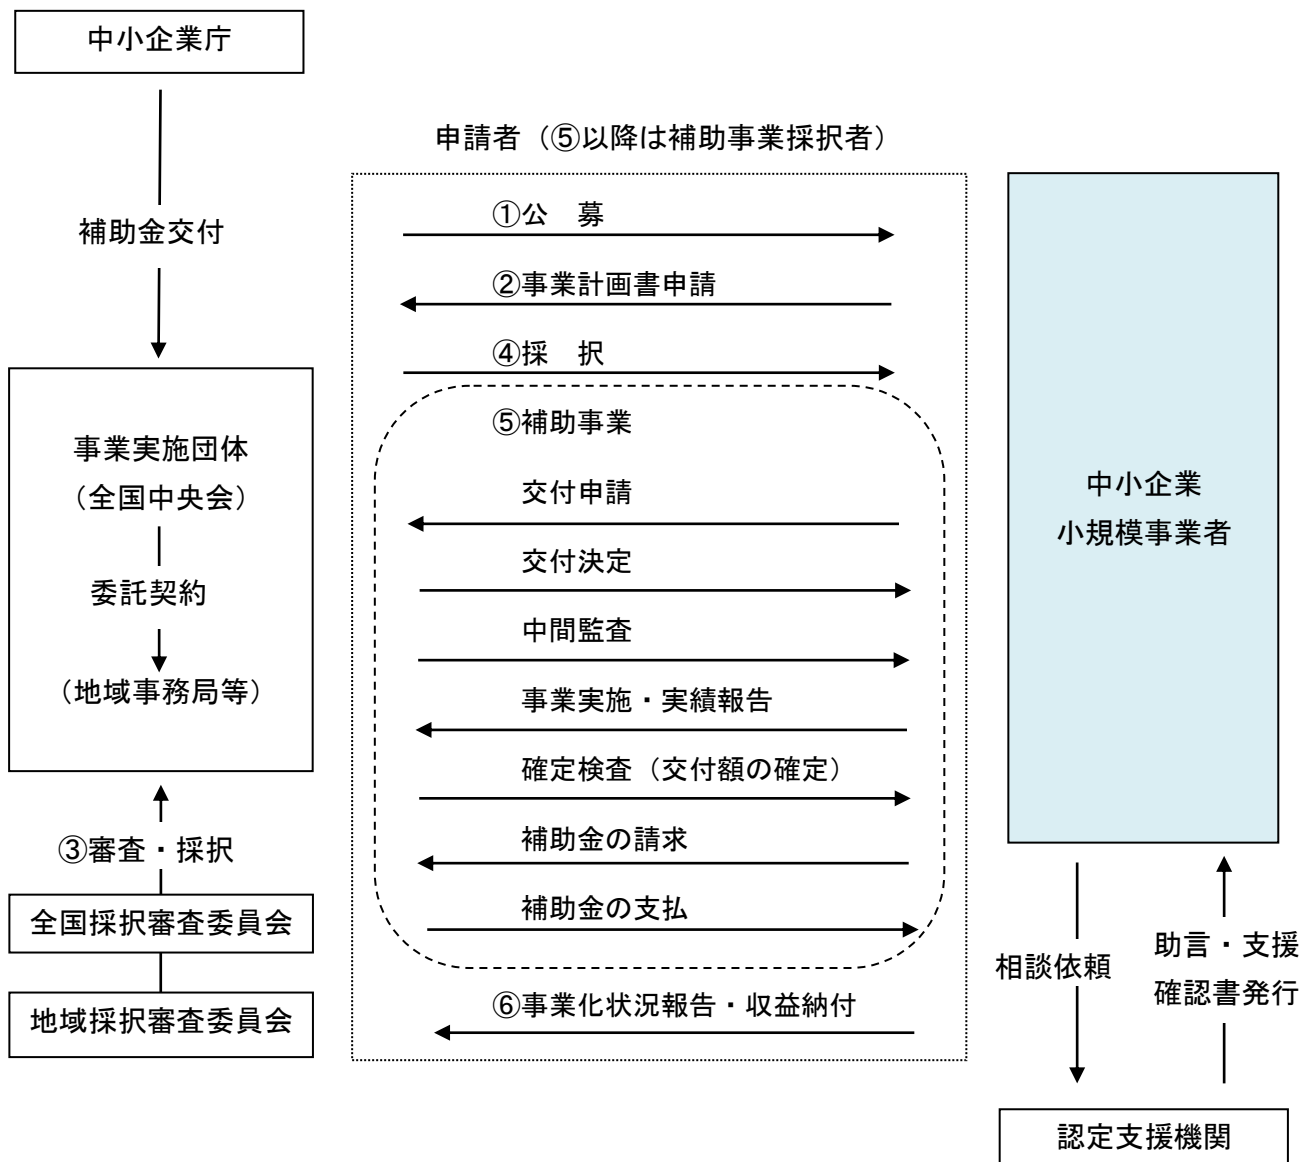 中小企業庁
補助金交付
事業実施団体
（全国中央会）
委託契約
（地域事務局等）
③審査・採択
全国採択審査委員会
地域採択審査委員会
申請者（⑤以降は補助事業採択者）
①公　募
②事業計画書申請
④採　択
⑤補助事業
交付申請
交付決定
中間監査
事業実施・実績報告
確定検査（交付額の確定）
補助金の請求
補助金の支払
⑥事業化状況報告・収益納付
中小企業
小規模事業者
相談依頼
助言・支援
確認書発行
認定支援機関